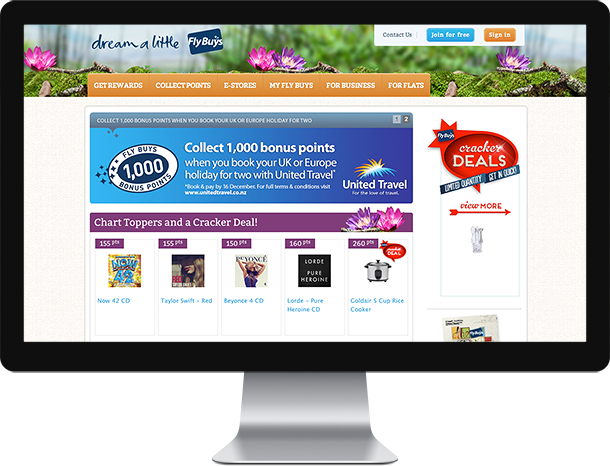 dream a little Fly Buys
Contact Us
Join for free
Sign in
GET REWARDS COLLECT POINTS E-STORES MY FLY BUYS FOR BUSINESS FOR FLATS
COLLECT 1,000 BONUS POINTS WHEN YOU BOOK YOUR UK OR EUROPE HOLIDAY FOR TWO
1 2
FLY BUYS
1,000
BONUS POINTS
Collect 1,000 bonus points
when you book your UK or Europe
holiday for two with United Travel*
*Book & pay by 16 December. For full terms & conditions visit
www.unitedtravel.co.nz
United Travel
For the love of travel.
Fly Buys
cracker
DEALS
LIMITED QUANTITY GET IN QUICK!
view MORE
Chart Toppers and a Cracker Deal!
155 pts
155 pts
150 pts
160 pts
260 pts
NOW
42
BEYONCÉ
LORDE
PURE
HEROINE
cracker
DEAL
Now 42 CD
Taylor Swift - Red
Beyonce 4 CD
Lorde - Pure
Heroine CD
Goldair 5 Cup Rice
Cooker